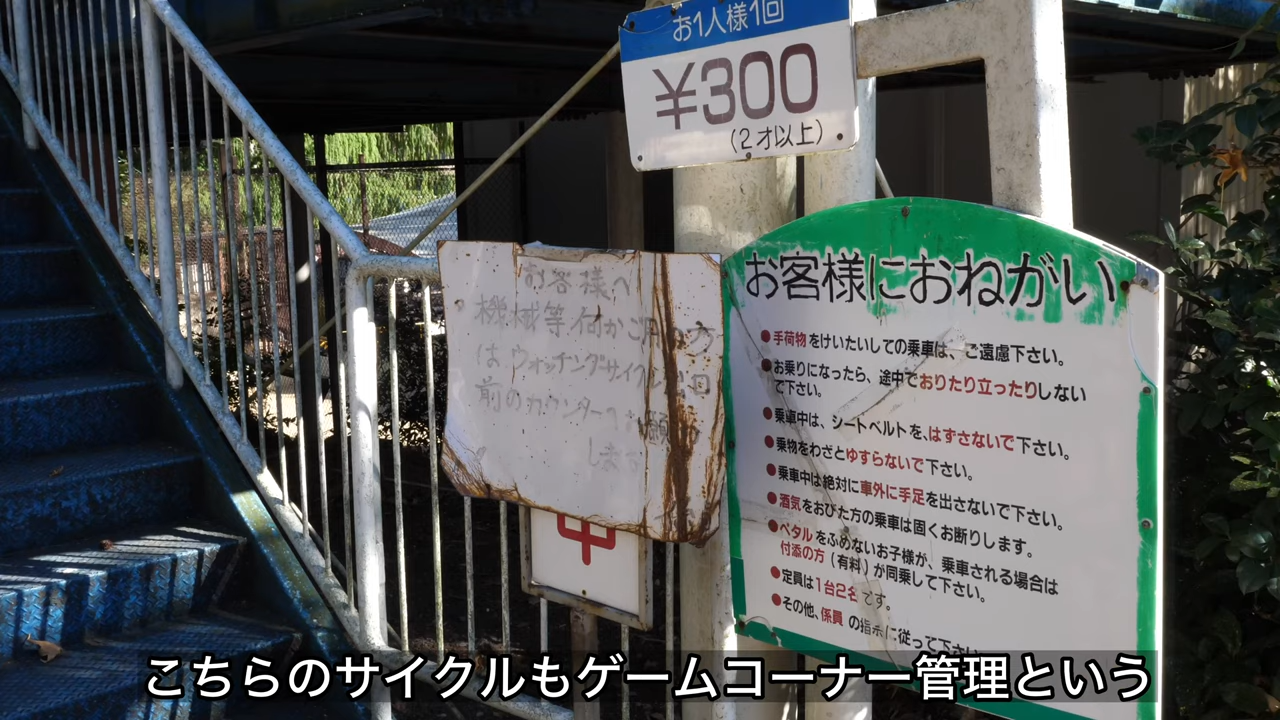 お1人様1回
¥300
(2才以上)
お客様へ
機械等何かご用の方
はウォッチングサイクル
前のカウンターへお願
します
中
お客様におねがい
●手荷物をけいたいしての乗車は、ご遠慮下さい。
●お乗りになったら、途中でおりたり立ったりしない
で下さい。
●乗車中は、シートベルトを、はずさないで下さい。
●乗物をわざとゆすらないで下さい。
●乗車中は絶対に車外に手足を出さないで下さい。
●酒気をおびた方の乗車は固くお断りします。
●ペタルをふめないお子様が、乗車される場合は
付添の方(有料)が同乗して下さい。
●定員は1台2名です。
●その他、係員の指示に従って下さい
こちらのサイクルもゲームコーナー管理という